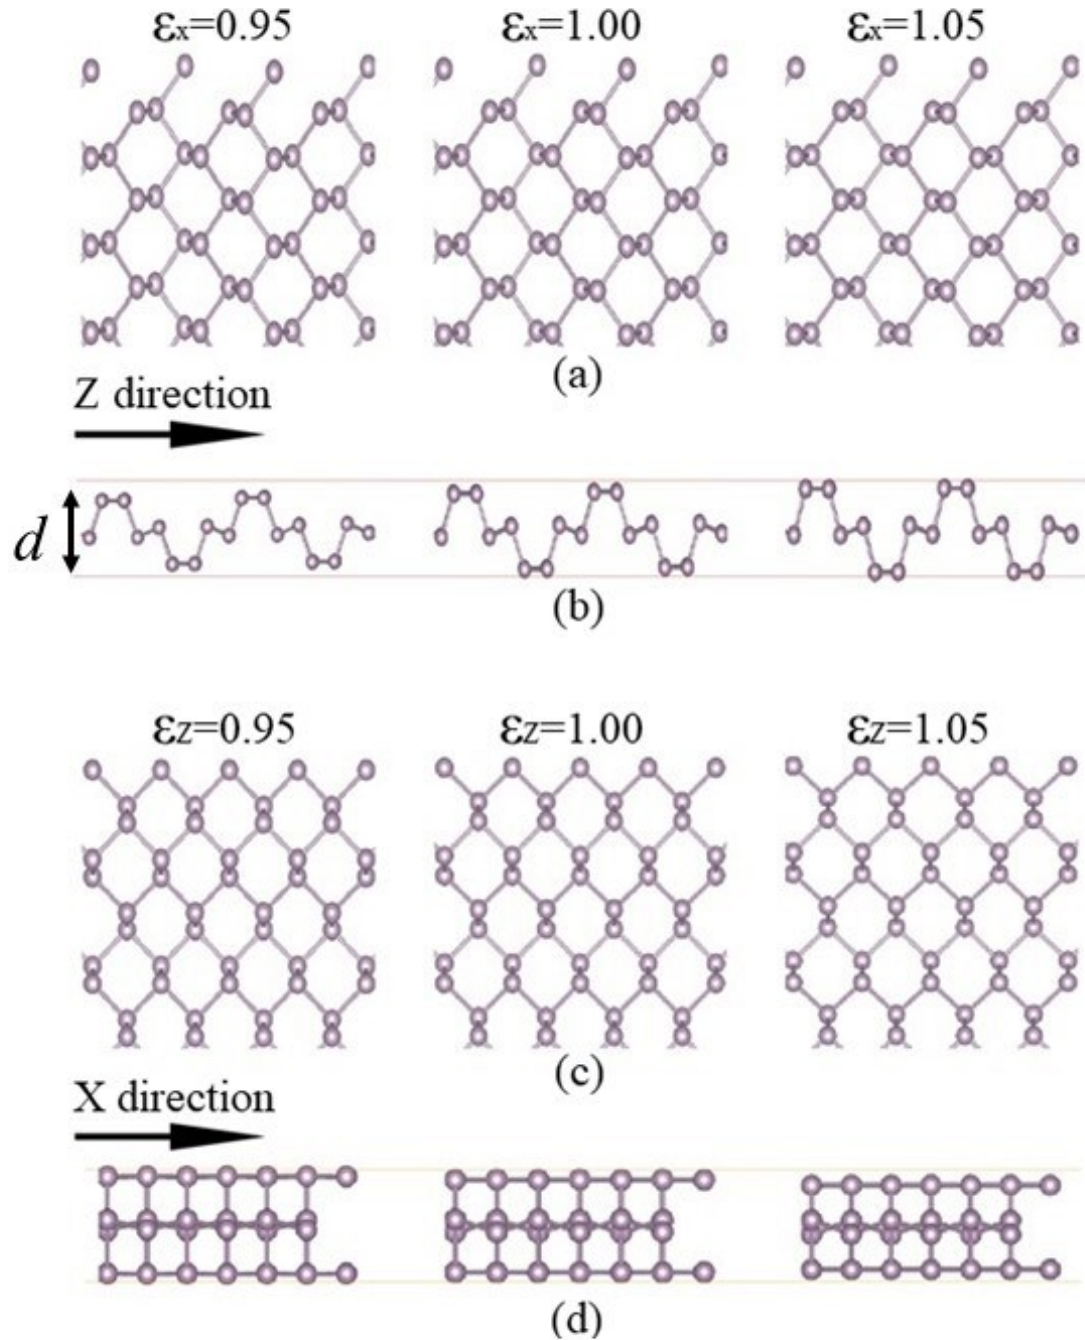 εx=0.95 εx=1.00 εx=1.05
(a)
Z direction
d
(b)
εZ=0.95 εZ=1.00 εZ=1.05
(c)
X direction
(d)